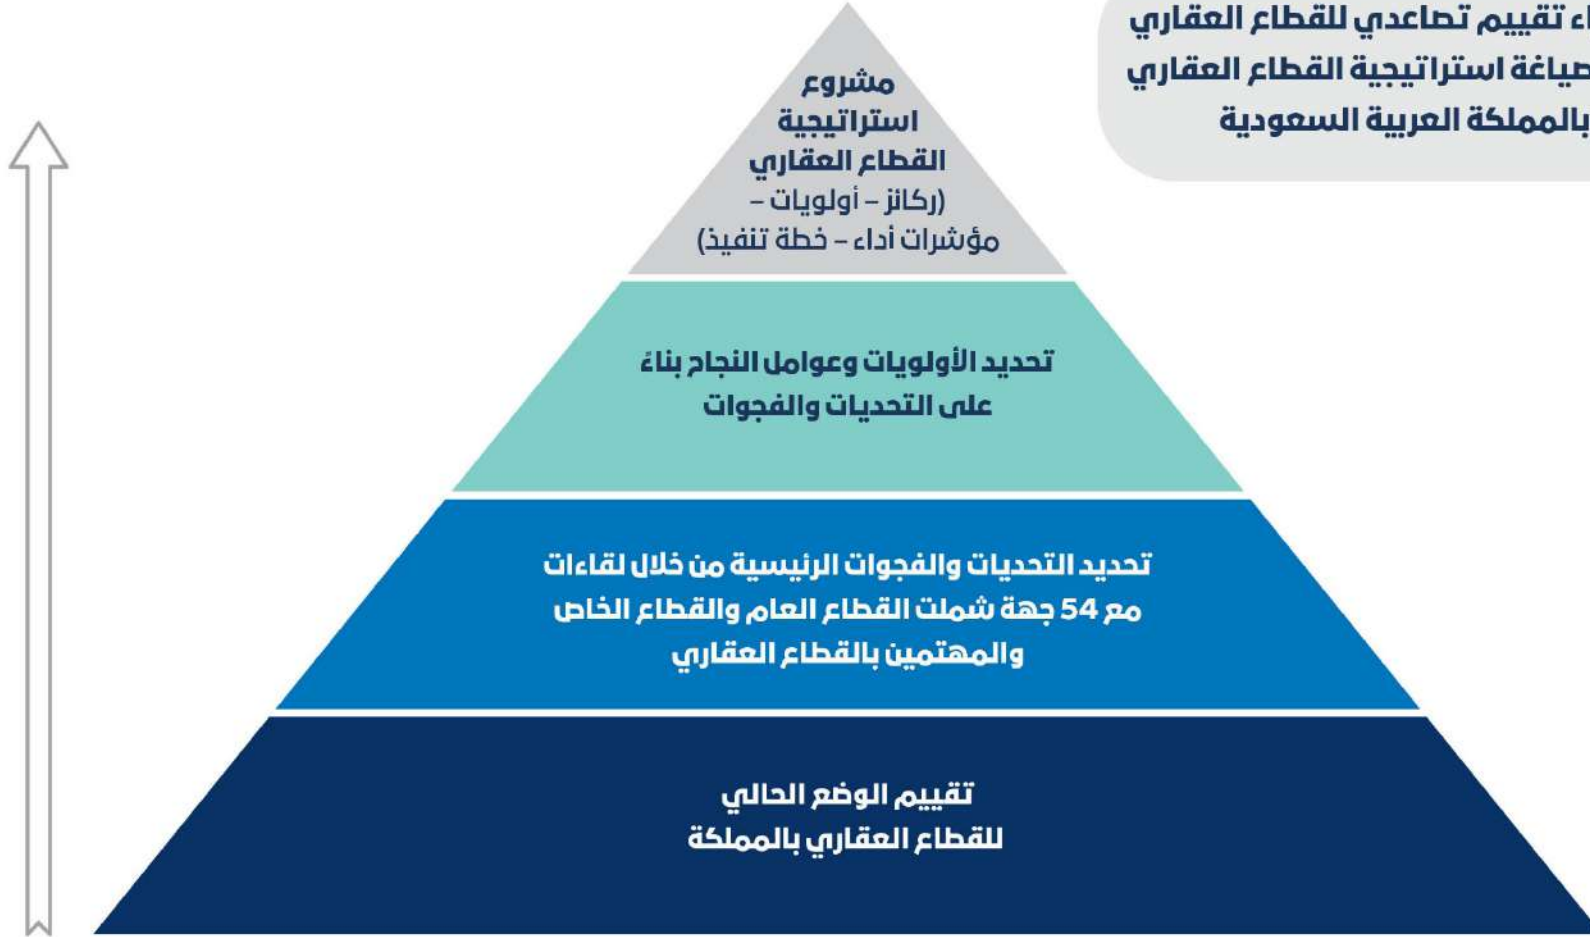 تقييم تصاعدي للقطاع العقاري
صياغة استراتيجية القطاع العقاري
بالمملكة العربية السعودية
مشروع
استراتيجية
القطاع العقاري
(ركائز – أولويات –
مؤشرات أداء – خطة تنفيذ)
تحديد الأولويات وعوامل النجاح بناءً
على التحديات والفجوات
تحديد التحديات والفجوات الرئيسية من خلال لقاءات
مع 54 جهة شملت القطاع العام والقطاع الخاص
والمهتمين بالقطاع العقاري
تقييم الوضع الحالي
للقطاع العقاري بالمملكة